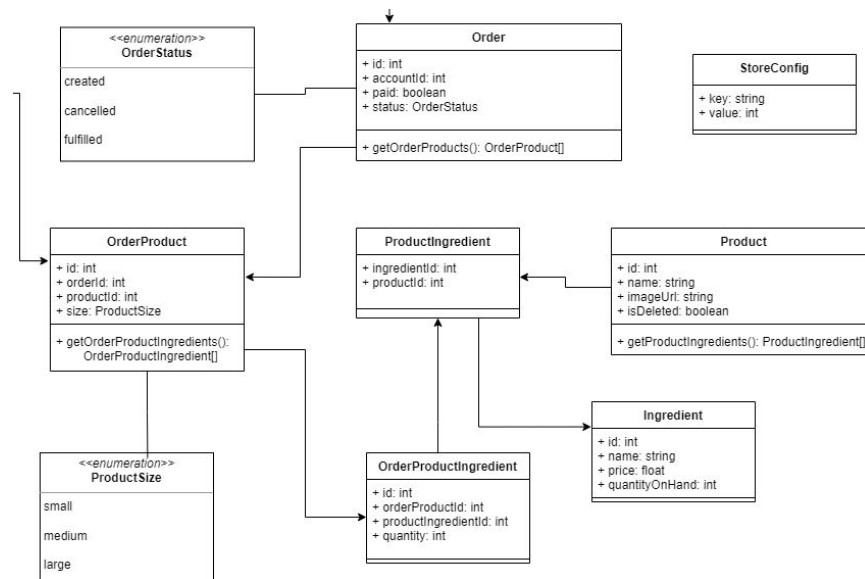 <<enumeration>>
OrderStatus
created
cancelled
fulfilled
Order
+ id: int
+ accountId: int
+ paid: boolean
+ status: OrderStatus
+ getOrderProducts(): OrderProduct[]
StoreConfig
+ key: string
+ value: int
OrderProduct
+ id: int
+ orderId: int
+ productId: int
+ size: ProductSize
+ getOrderProductIngredients():
OrderProductIngredient[]
ProductIngredient
+ ingredientId: int
+ productId: int
Product
+ id: int
+ name: string
+ imageUrl: string
+ isDeleted: boolean
+ getProductIngredients(): ProductIngredient[]
<<enumeration>>
ProductSize
small
medium
large
OrderProductIngredient
+ id: int
+ orderProductId: int
+ productIngredientId: int
+ quantity: int
Ingredient
+ id: int
+ name: string
+ price: float
+ quantityOnHand: int